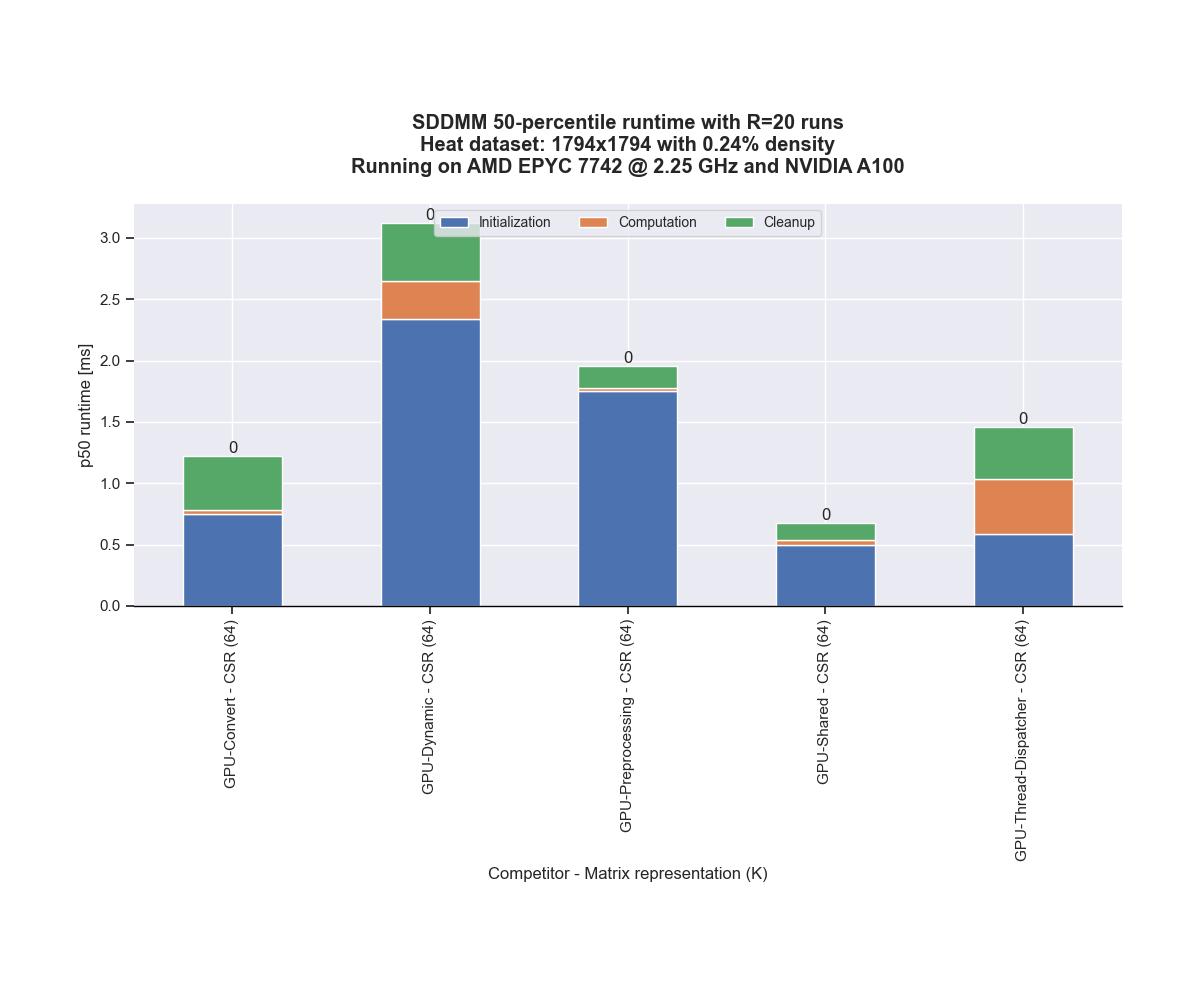 SDDMM 50-percentile runtime with R=20 runs
Heat dataset: 1794x1794 with 0.24% density
Running on AMD EPYC 7742 @ 2.25 GHz and NVIDIA A100
Initialization
Computation
Cleanup
p50 runtime [ms]
3.0
2.5
2.0
1.5
1.0
0.5
0.0
0
0
0
0
0
GPU-Convert - CSR (64)
GPU-Dynamic - CSR (64)
GPU-Preprocessing - CSR (64)
GPU-Shared - CSR (64)
GPU-Thread-Dispatcher - CSR (64)
Competitor - Matrix representation (K)